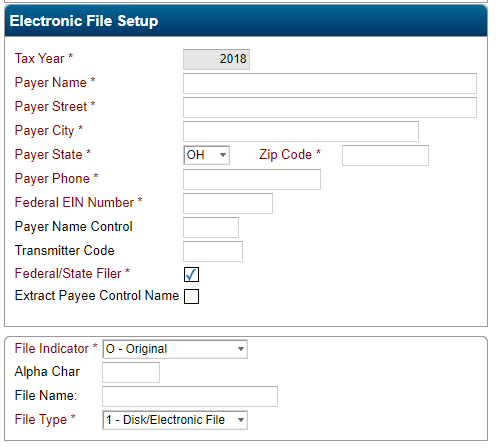 Electronic File Setup
Tax Year * 2018
Payer Name *
Payer Street *
Payer City *
Payer State * OH Zip Code *
Payer Phone *
Federal EIN Number *
Payer Name Control
Transmitter Code
Federal/State Filer *
Extract Payee Control Name
File Indicator * O - Original
Alpha Char
File Name:
File Type * 1 - Disk/Electronic File